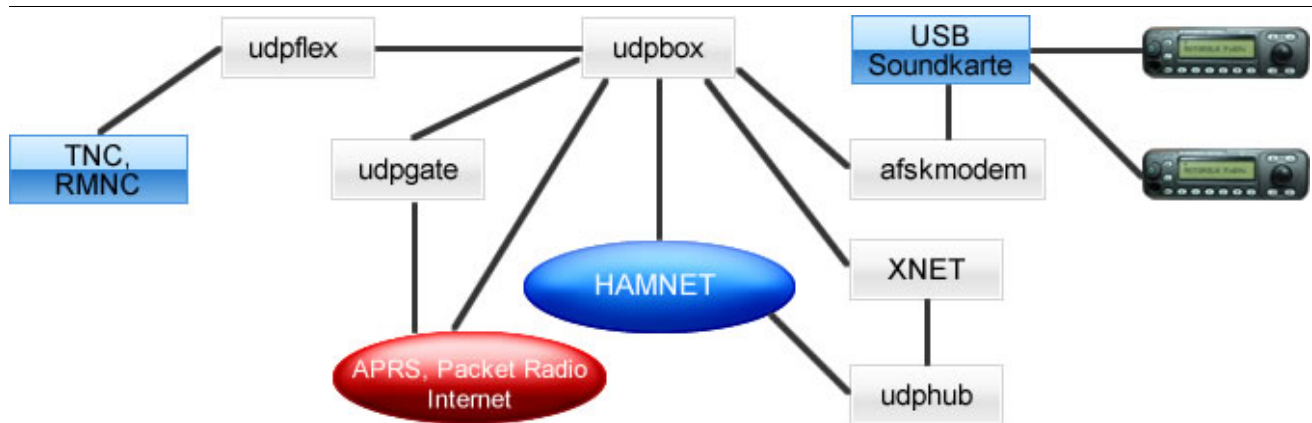 udpflex
udpbox
USB
Soundkarte
TNC,
RMNC
udpgate
afskmodem
HAMNET
XNET
APRS, Packet Radio
Internet
udphub